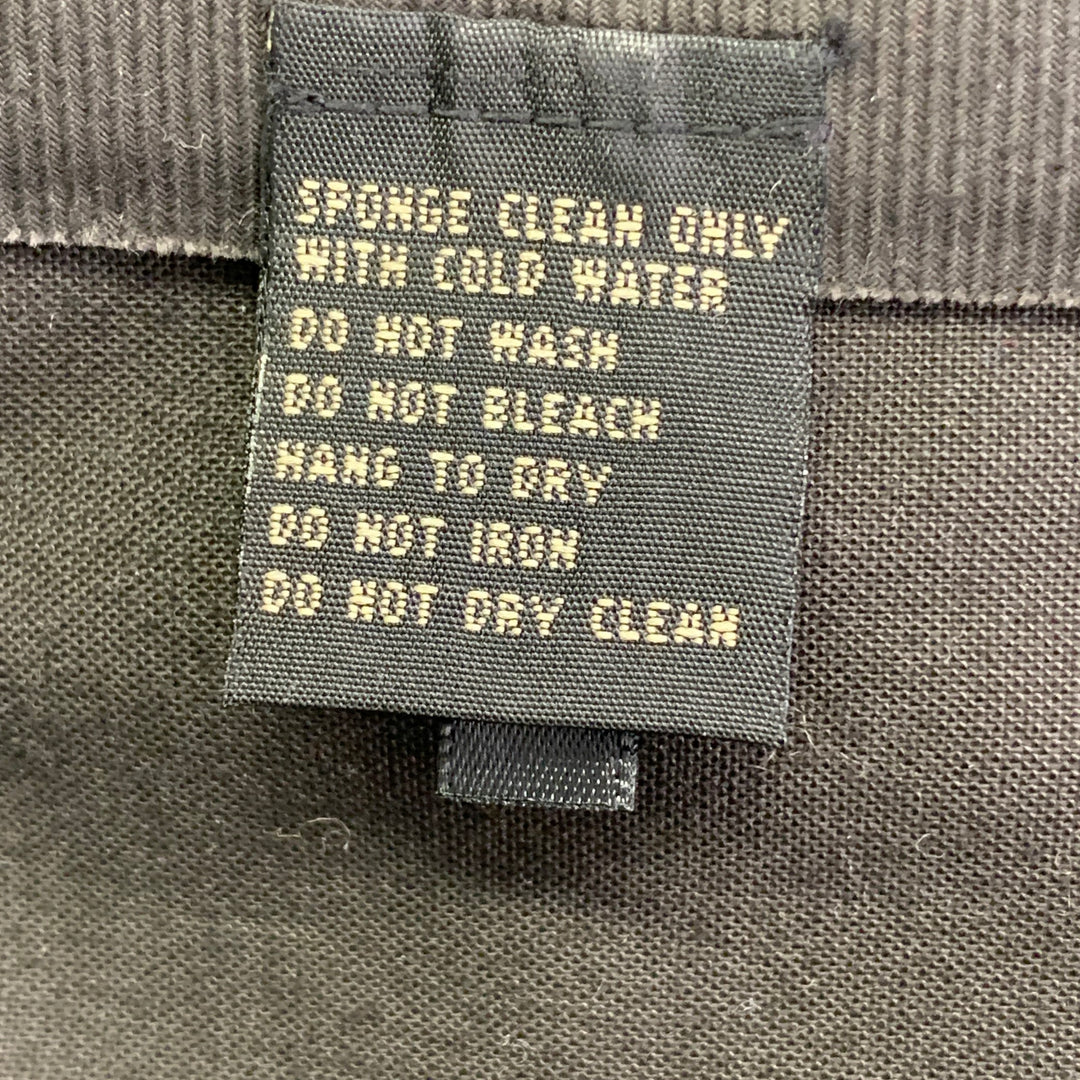 SPONGE CLEAN ONLY
WITH COLD WATER
DO NOT WASH
DO NOT BLEACH
HANG TO DRY
DO NOT IRON
DO NOT DRY CLEAN